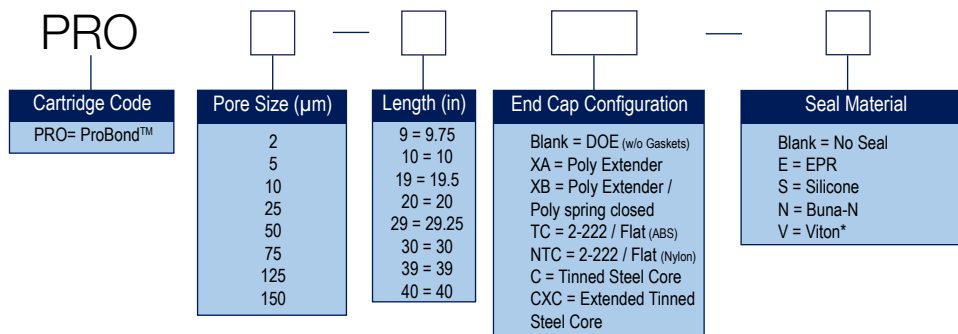 PRO
Cartridge Code
PRO= ProBond™
Pore Size (µm)
2
5
10
25
50
75
125
150
Length (in)
9 = 9.75
10 = 10
19 = 19.5
20 = 20
29 = 29.25
30 = 30
39 = 39
40 = 40
End Cap Configuration
Blank = DOE (w/o Gaskets)
XA = Poly Extender
XB = Poly Extender /
Poly spring closed
TC = 2-222 / Flat (ABS)
NTC = 2-222 / Flat (Nylon)
C = Tinned Steel Core
CXC = Extended Tinned
Steel Core
Seal Material
Blank = No Seal
E = EPR
S = Silicone
N = Buna-N
V = Viton*